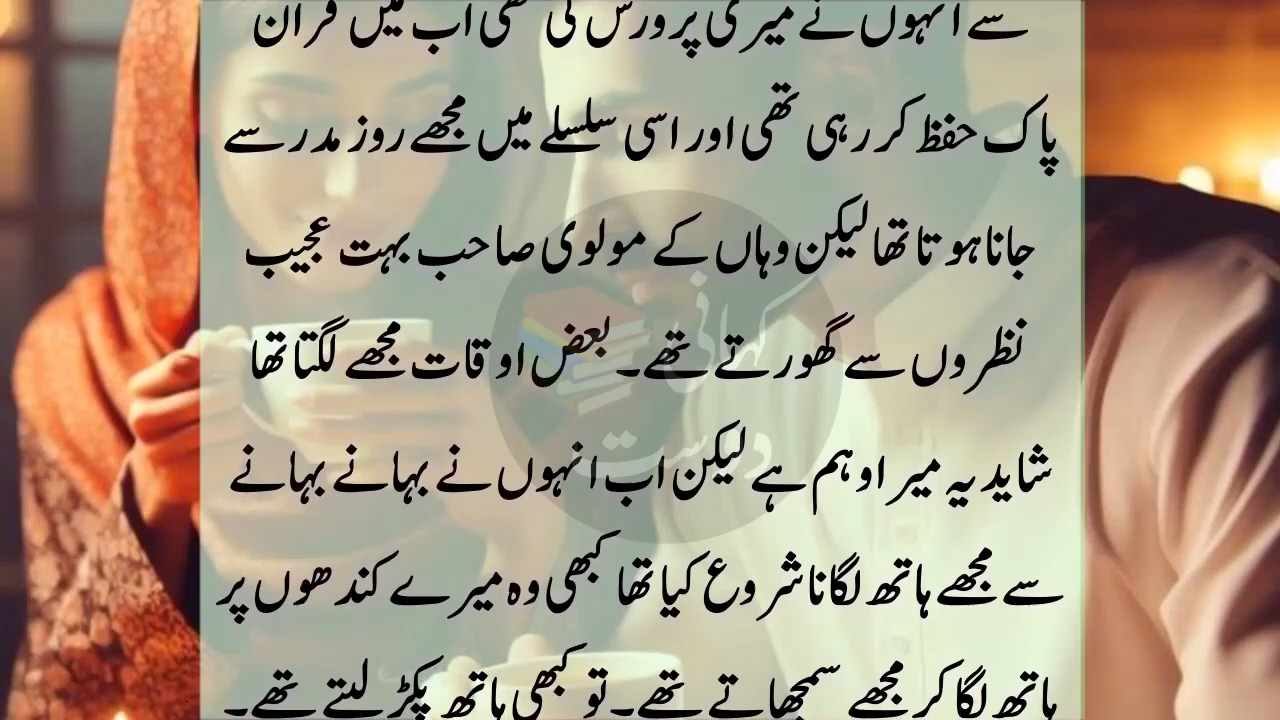 سے انہوں نے میری پرورش کی تھی اب میں قرآن
پاک حفظ کر رہی تھی اور اسی سلسلے میں مجھے روز مدرسے
جانا ہوتا تھا لیکن وہاں کے مولوی صاحب بہت عجیب
نظروں سے گھورتے تھے۔ بعض اوقات مجھے لگتا تھا
شاید یہ میرا وہم ہے لیکن اب انہوں نے بہانے بہانے
سے مجھے ہاتھ لگانا شروع کیا تھا کبھی وہ میرے کندھوں پر
ہاتھ لگا کر مجھے سمجھاتے تھے۔ تو کبھی ہاتھ پکڑ لیتے تھے۔
کہانی
دوست